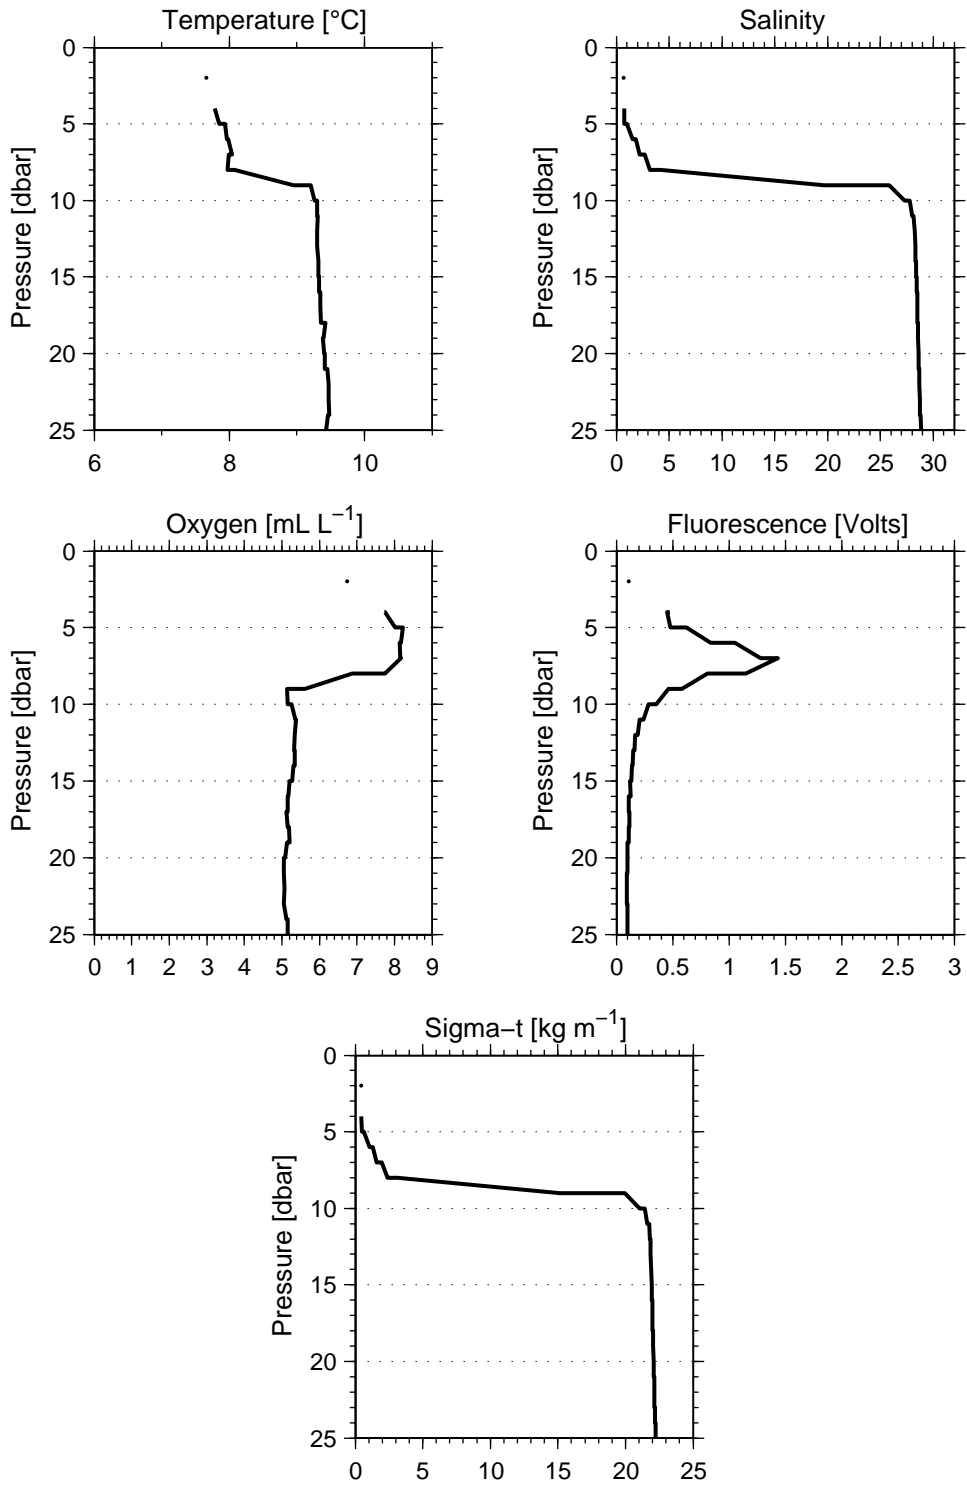 Temperature [°C]
0
5
10
15
20
25
Pressure [dbar]
6 8 10
Salinity
0
5
10
15
20
25
Pressure [dbar]
0 5 10 15 20 25 30
Oxygen [mL L−1]
0
5
10
15
20
25
Pressure [dbar]
0 1 2 3 4 5 6 7 8 9
Fluorescence [Volts]
0
5
10
15
20
25
Pressure [dbar]
0 0.5 1 1.5 2 2.5 3
Sigma−t [kg m−1]
0
5
10
15
20
25
Pressure [dbar]
0 5 10 15 20 25